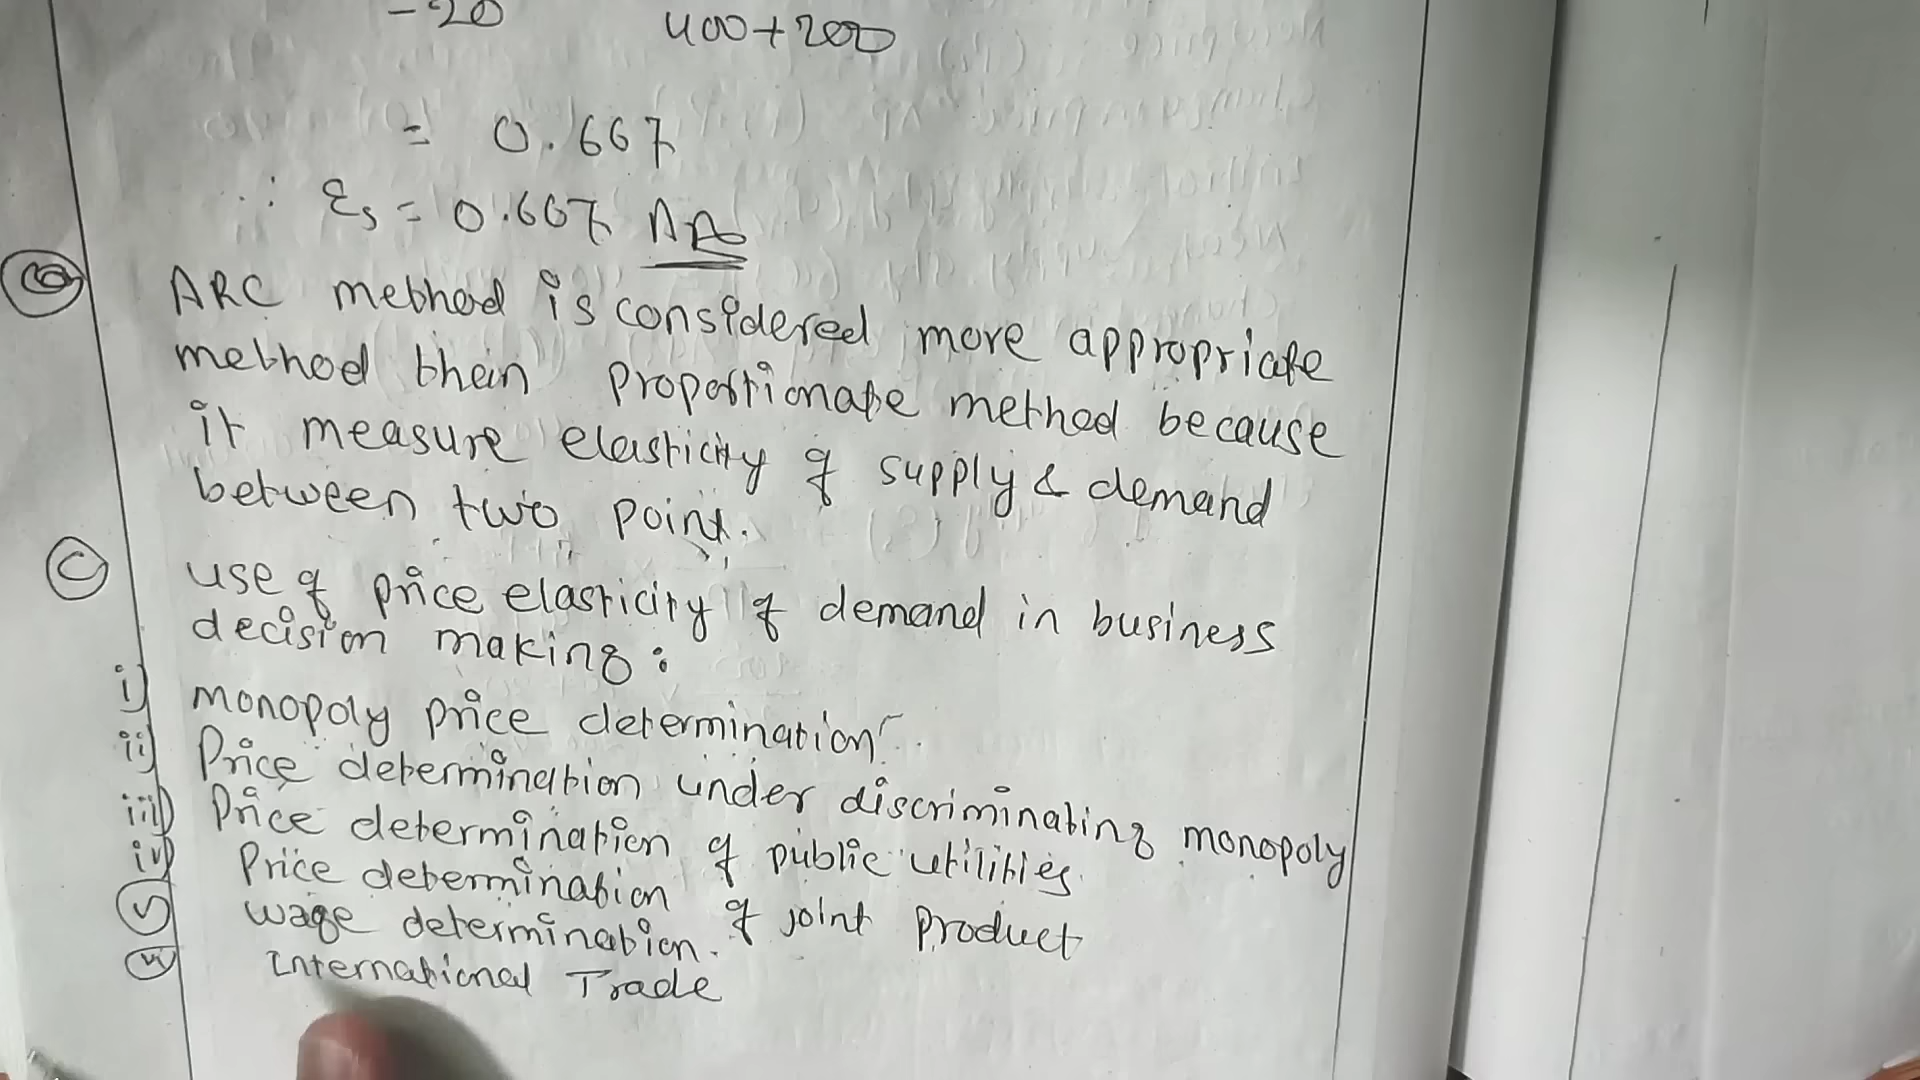 -20 400+200
= 0.667
∴ Es = 0.667 Ans
ARC method is considered more appropriate
method then proportionate method because
it measure elasticity of supply & demand
between two point.
C use of price elasticity of demand in business
decision making:
i) monopoly price determination
ii) Price determination under discriminating monopoly
iii) Price determination of public utilities
iv) Price determination of joint product
v) wage determination.
vi) International Trade